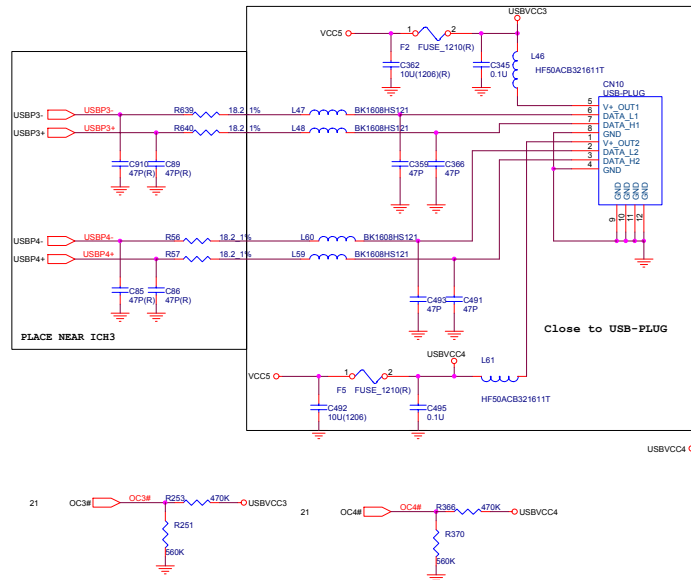 USBVCC3
VCC5
1 2
F2 FUSE_1210(R)
L46
C362
10U(1206)(R)
C345
0.1U
HF50ACB321611T
CN10
USB-PLUG
USBP3- USBP3- R639 18.2_1% L47 BK1608HS121
USBP3+ USBP3+ R640 18.2_1% L48 BK1608HS121
5 V+_OUT1
6 DATA_L1
7 DATA_H1
8 GND
1 V+_OUT2
2 DATA_L2
3 DATA_H2
4 GND
GND GND GND GND
9 10 11 12
C910
47P(R)
C89
47P(R)
C359
47P
C366
47P
USBP4- USBP4- R56 18.2_1% L60 BK1608HS121
USBP4+ USBP4+ R57 18.2_1% L59 BK1608HS121
C85
47P(R)
C86
47P(R)
C493
47P
C491
47P
PLACE NEAR ICH3
Close to USB-PLUG
USBVCC4
VCC5
1 2
F5 FUSE_1210(R)
L61
HF50ACB321611T
C492
10U(1206)
C495
0.1U
USBVCC4
21 OC3# OC3# R253 470K USBVCC3
R251
560K
21 OC4# OC4# R366 470K USBVCC4
R370
560K